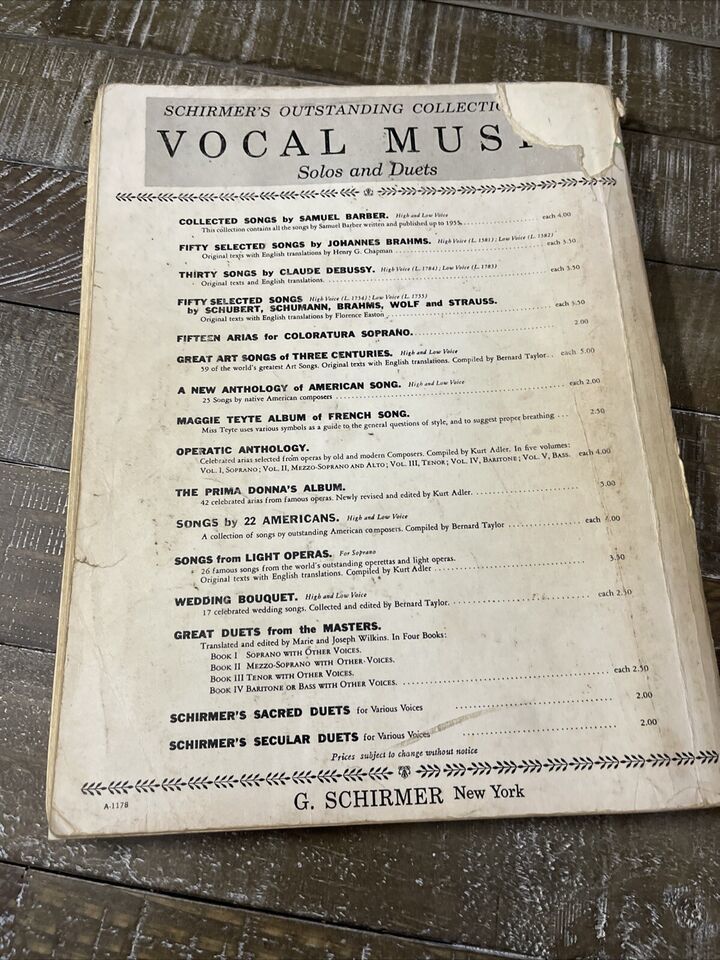 SCHIRMER'S OUTSTANDING COLLECTIO
VOCAL MUSI
Solos and Duets
COLLECTED SONGS by SAMUEL BARBER. High and Low Voice
This collection contains all the songs by Samuel Barber written and published up to 1955. each 4.00
FIFTY SELECTED SONGS by JOHANNES BRAHMS. High Voice (L. 1581); Low Voice (L. 1582)
Original texts with English translations by Henry G. Chapman each 3.50
THIRTY SONGS by CLAUDE DEBUSSY. High Voice (L. 1784); Low Voice (L. 1783)
Original texts and English translations. each 3.50
FIFTY SELECTED SONGS High Voice (L. 1754); Low Voice (L. 1755)
by SCHUBERT, SCHUMANN, BRAHMS, WOLF and STRAUSS.
Original texts with English translations by Florence Easton each 3.50
FIFTEEN ARIAS for COLORATURA SOPRANO. 2.00
GREAT ART SONGS of THREE CENTURIES. High and Low Voice
59 of the world's greatest Art Songs. Original texts with English translations. Compiled by Bernard Taylor. each 5.00
A NEW ANTHOLOGY of AMERICAN SONG. High and Low Voice
25 Songs by native American composers each 2.00
MAGGIE TEYTE ALBUM of FRENCH SONG.
Miss Teyte uses various symbols as a guide to the general questions of style, and to suggest proper breathing 2.50
OPERATIC ANTHOLOGY.
Celebrated arias selected from operas by old and modern Composers. Compiled by Kurt Adler. In five volumes:
VOL. I, SOPRANO; VOL. II, MEZZO-SOPRANO AND ALTO; VOL. III, TENOR; VOL. IV, BARITONE; VOL. V, BASS. each 4.00
THE PRIMA DONNA'S ALBUM.
42 celebrated arias from famous operas. Newly revised and edited by Kurt Adler. 5.00
SONGS by 22 AMERICANS. High and Low Voice
A collection of songs by outstanding American composers. Compiled by Bernard Taylor each 4.00
SONGS from LIGHT OPERAS. For Soprano
26 famous songs from the world's outstanding operettas and light operas.
Original texts with English translations. Compiled by Kurt Adler 3.50
WEDDING BOUQUET. High and Low Voice
17 celebrated wedding songs. Collected and edited by Bernard Taylor. each 2.50
GREAT DUETS from the MASTERS.
Translated and edited by Marie and Joseph Wilkins. In Four Books:
BOOK I SOPRANO WITH OTHER VOICES.
BOOK II MEZZO-SOPRANO WITH OTHER VOICES.
BOOK III TENOR WITH OTHER VOICES.
BOOK IV BARITONE OR BASS WITH OTHER VOICES. each 2.50
SCHIRMER'S SACRED DUETS for Various Voices 2.00
SCHIRMER'S SECULAR DUETS for Various Voices 2.00
Prices subject to change without notice
A-1178
G. SCHIRMER New York